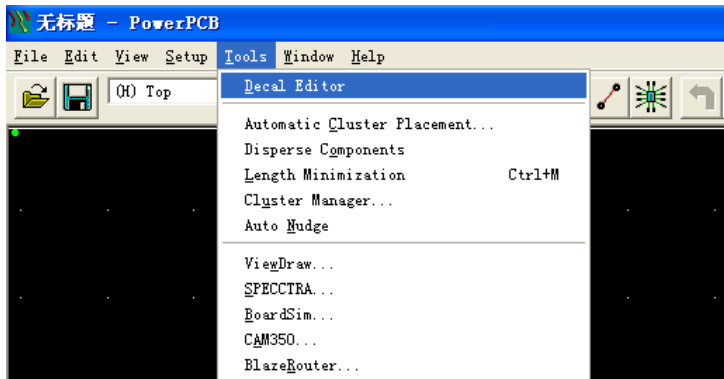 无标题 - PowerPCB
File Edit View Setup Tools Window Help
(H) Top
Decal Editor
Automatic Cluster Placement...
Disperse Components
Length Minimization Ctrl+M
Cluster Manager...
Auto Nudge
ViewDraw...
SPECCTRA...
BoardSim...
CAM350...
BlazeRouter...